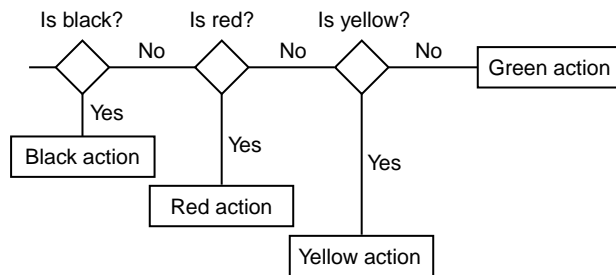 Is black?
Is red?
Is yellow?
No
No
No
Green action
Yes
Black action
Yes
Red action
Yes
Yellow action